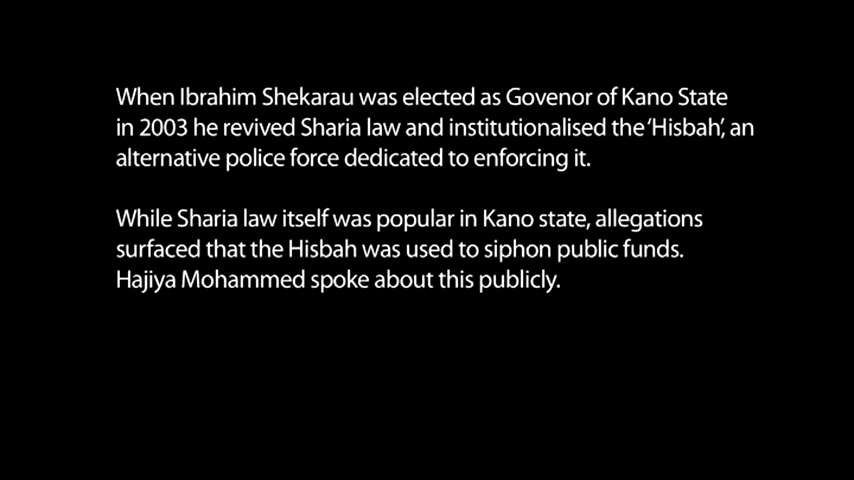 When Ibrahim Shekarau was elected as Govenor of Kano State
in 2003 he revived Sharia law and institutionalised the ‘Hisbah’, an
alternative police force dedicated to enforcing it.
While Sharia law itself was popular in Kano state, allegations
surfaced that the Hisbah was used to siphon public funds.
Hajiya Mohammed spoke about this publicly.